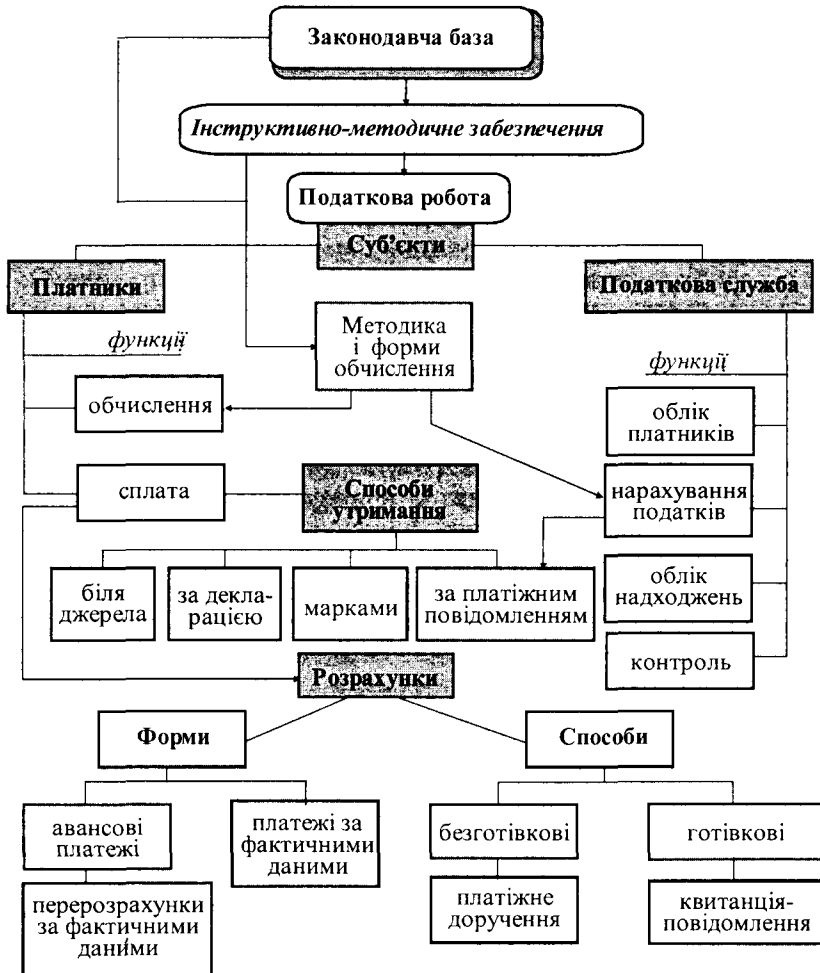 Законодавча база
Інструктивно-методичне забезпечення
Податкова робота
Суб’єкти
Платники
Податкова служба
функції
Методика
і форми
обчислення
функції
обчислення
облік
платників
сплата
Способи
утримання
нарахування
податків
біля
джерела
за декла-
рацією
марками
за платіжним
повідомленням
облік
надходжень
контроль
Розрахунки
Форми
Способи
авансові
платежі
платежі за
фактичними
даними
безготівкові
готівкові
перерозрахунки
за фактичними
даними
платіжне
доручення
квитанція-
повідомлення